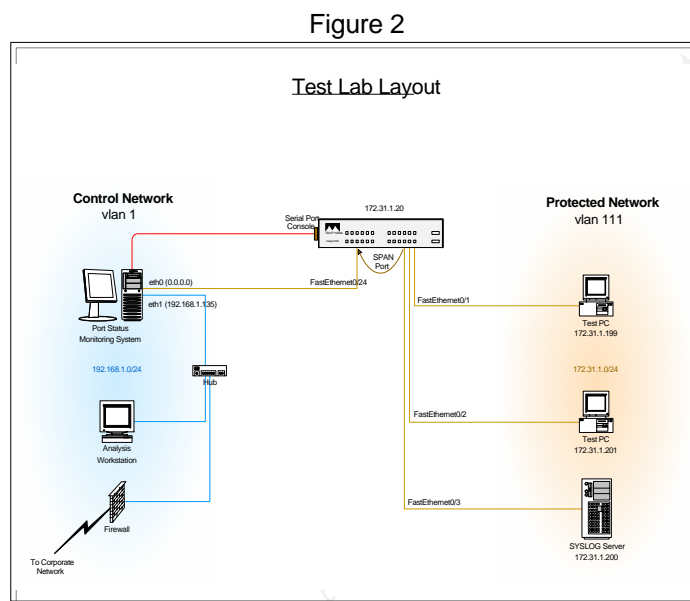 Figure 2
Test Lab Layout
Control Network
vlan 1
172.31.1.20
Protected Network
vlan 111
Serial Port
Console
SPAN
Port
eth0 (0.0.0.0)
FastEthernet0/24
eth1 (192.168.1.135)
FastEthernet0/1
Port Status
Monitoring System
Test PC
172.31.1.199
192.168.1.0/24
172.31.1.0/24
Hub
FastEthernet0/2
Analysis
Workstation
Test PC
172.31.1.201
FastEthernet0/3
Firewall
SYSLOG Server
172.31.1.200
To Corporate
Network